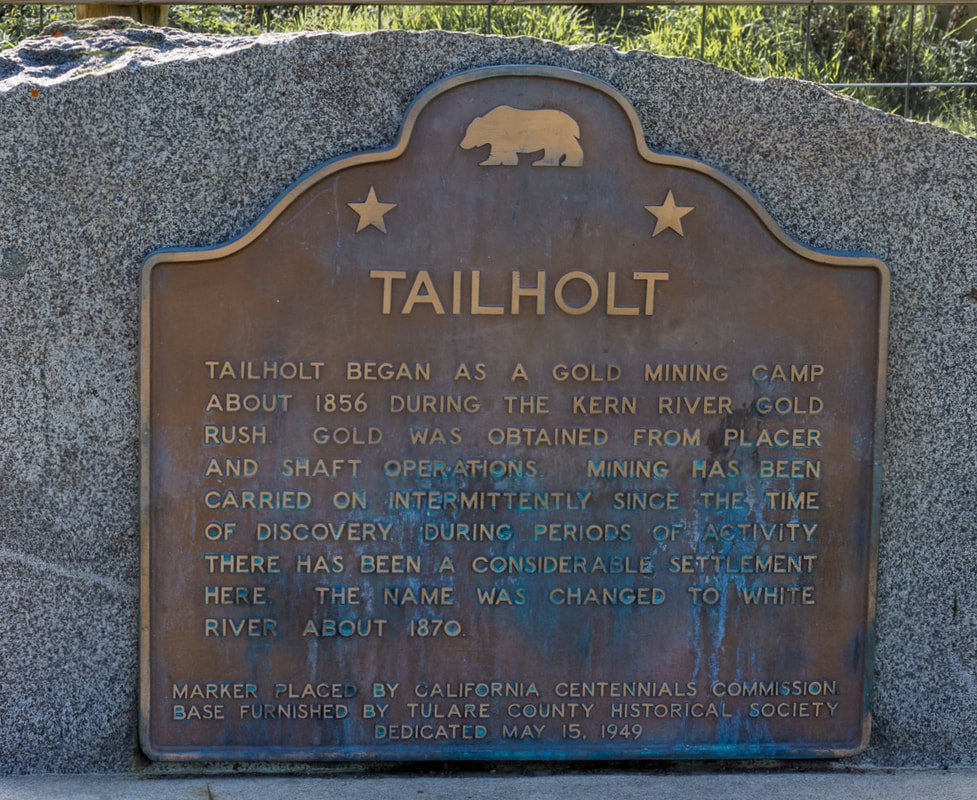 TAILHOLT
TAILHOLT BEGAN AS A GOLD MINING CAMP
ABOUT 1856 DURING THE KERN RIVER GOLD
RUSH. GOLD WAS OBTAINED FROM PLACER
AND SHAFT OPERATIONS. MINING HAS BEEN
CARRIED ON INTERMITTENTLY SINCE THE TIME
OF DISCOVERY. DURING PERIODS OF ACTIVITY
THERE HAS BEEN A CONSIDERABLE SETTLEMENT
HERE. THE NAME WAS CHANGED TO WHITE
RIVER ABOUT 1870.
MARKER PLACED BY CALIFORNIA CENTENNIALS COMMISSION
BASE FURNISHED BY TULARE COUNTY HISTORICAL SOCIETY
DEDICATED MAY 15, 1949